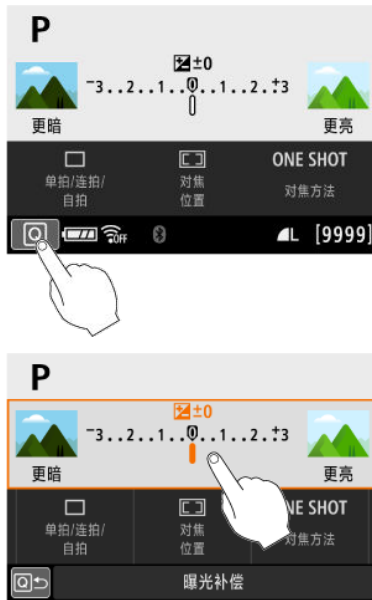 P
±0
-3..2..1..0..1..2.+3
更暗
更亮
单拍/连拍/
自拍
对焦
位置
ONE SHOT
对焦方法
Q
OFF
L
[9999]
P
±0
-3..2..1..0..1..2.+3
更暗
更亮
单拍/连拍/
自拍
对焦
位置
NE SHOT
对焦方法
Q
曝光补偿